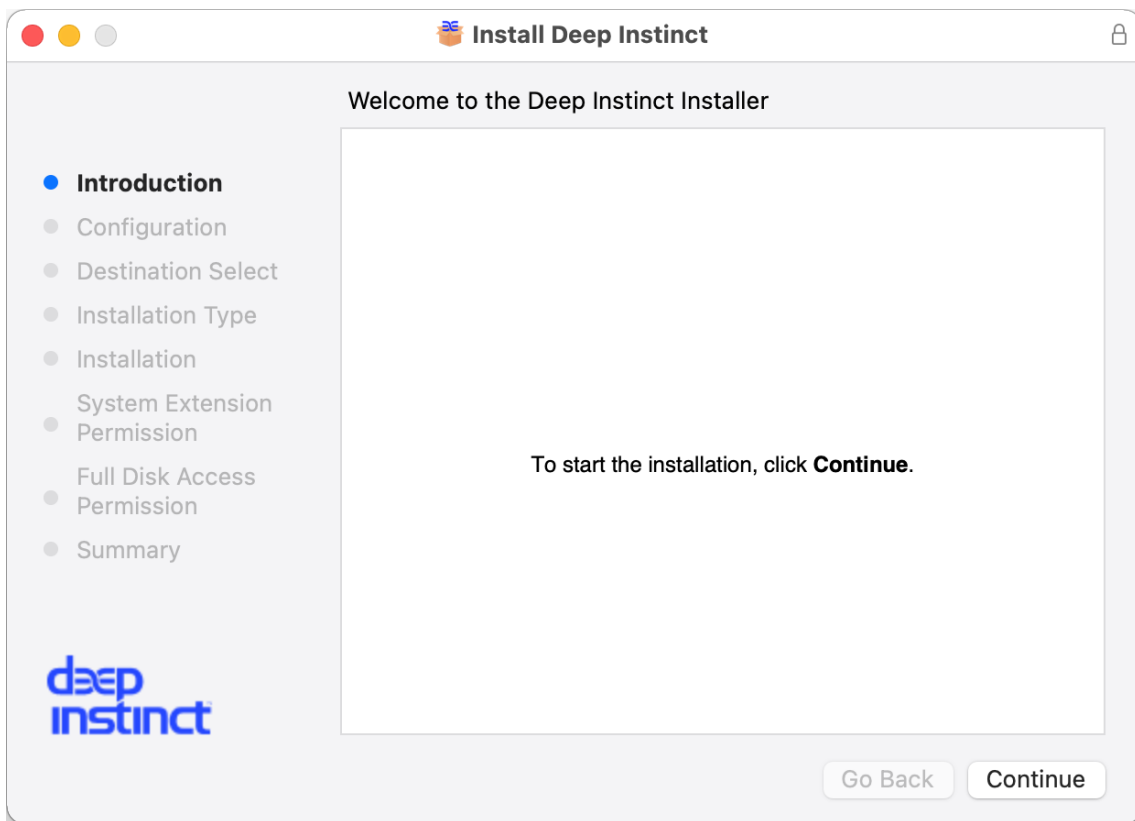 Install Deep Instinct
Welcome to the Deep Instinct Installer
Introduction
Configuration
Destination Select
Installation Type
Installation
System Extension
Permission
Full Disk Access
Permission
Summary
To start the installation, click Continue.
deep
instinct
Go Back
Continue